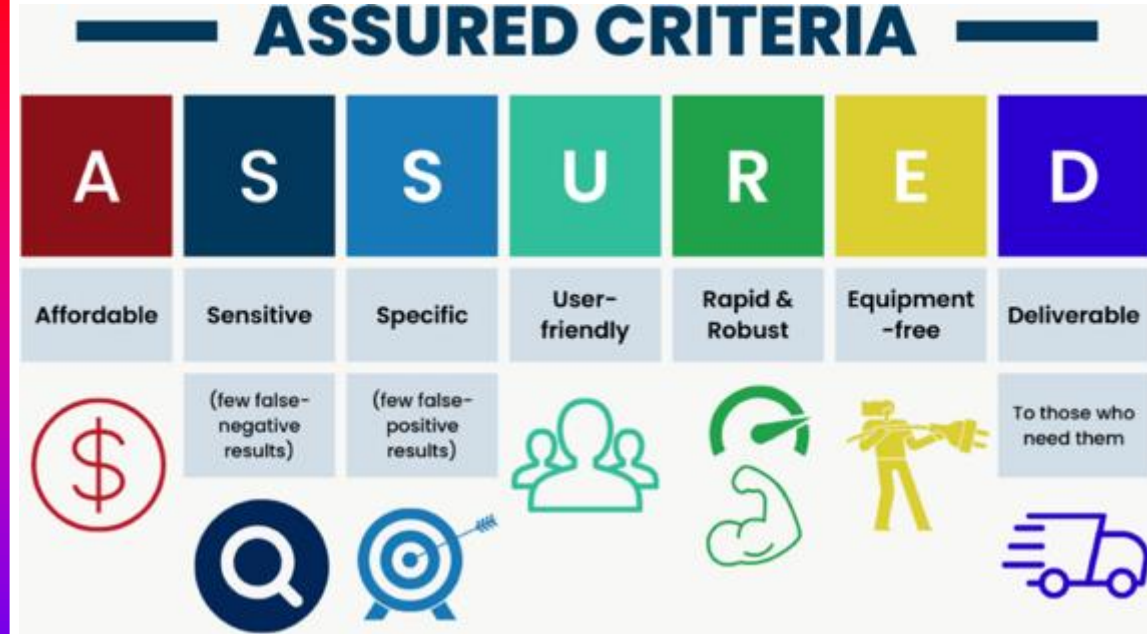 ASSURED CRITERIA
A S S U R E D
Affordable
Sensitive
Specific
User-
friendly
Rapid &
Robust
Equipment
-free
Deliverable
(few false-
negative
results)
(few false-
positive
results)
To those who
need them
$